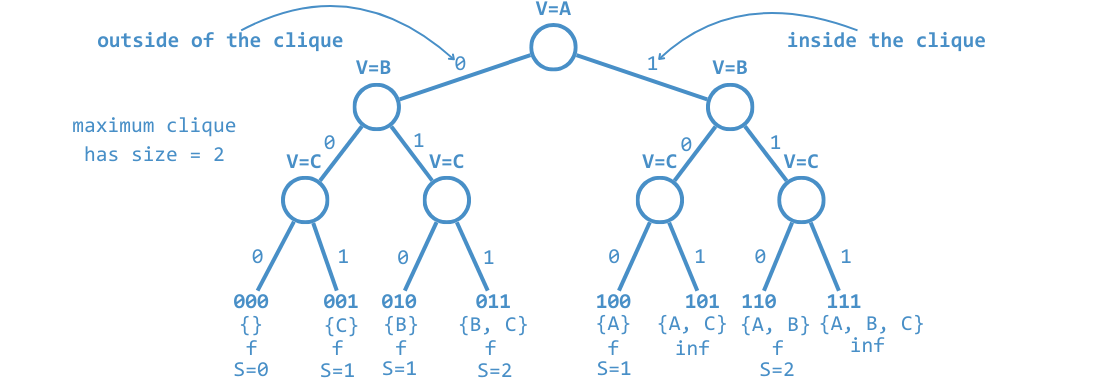 V=A
outside of the clique
inside the clique
0
1
V=B
V=B
maximum clique
has size = 2
0
1
0
1
V=C
V=C
V=C
V=C
0
1
0
1
0
1
0
1
000
001
010
011
100
101
110
111
{}
{C}
{B}
{B, C}
{A}
{A, C}
{A, B}
{A, B, C}
f
f
f
f
f
inf
f
inf
S=0
S=1
S=1
S=2
S=1
S=2